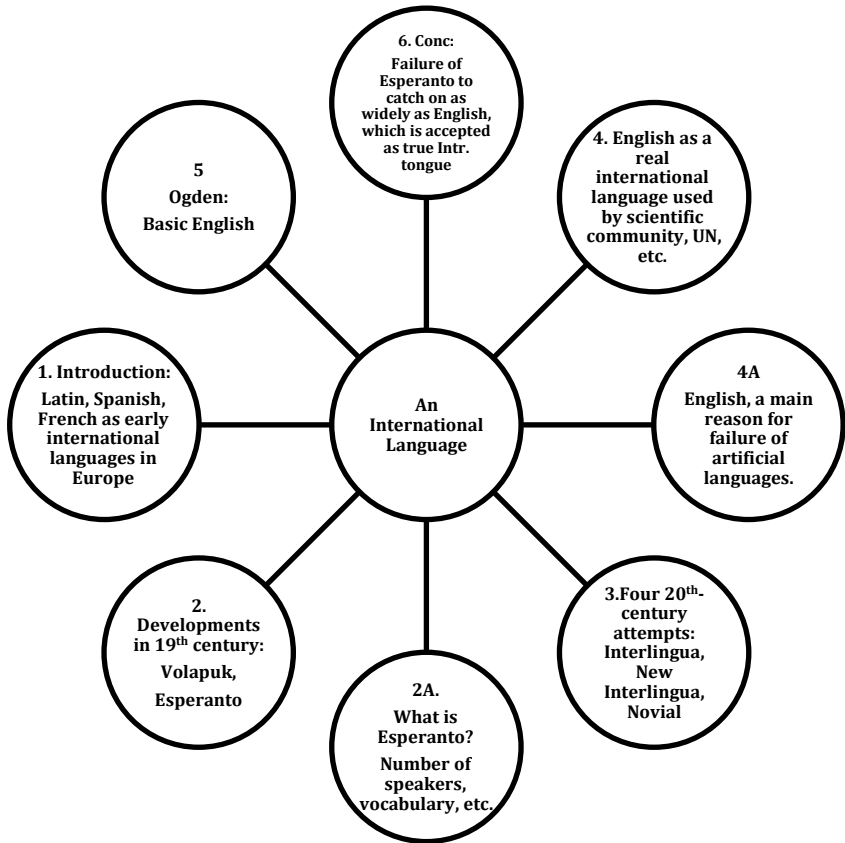 6. Conc:
Failure of
Esperanto to
catch on as
widely as English,
which is accepted
as true Intr.
tongue
5
Ogden:
Basic English
4. English as a
real
international
language used
by scientific
community, UN,
etc.
1. Introduction:
Latin, Spanish,
French as early
international
languages in
Europe
An
International
Language
4A
English, a main
reason for
failure of
artificial
languages.
2.
Developments
in 19th century:
Volapuk,
Esperanto
2A.
What is
Esperanto?
Number of
speakers,
vocabulary, etc.
3.Four 20th-
century
attempts:
Interlingua,
New
Interlingua,
Novial